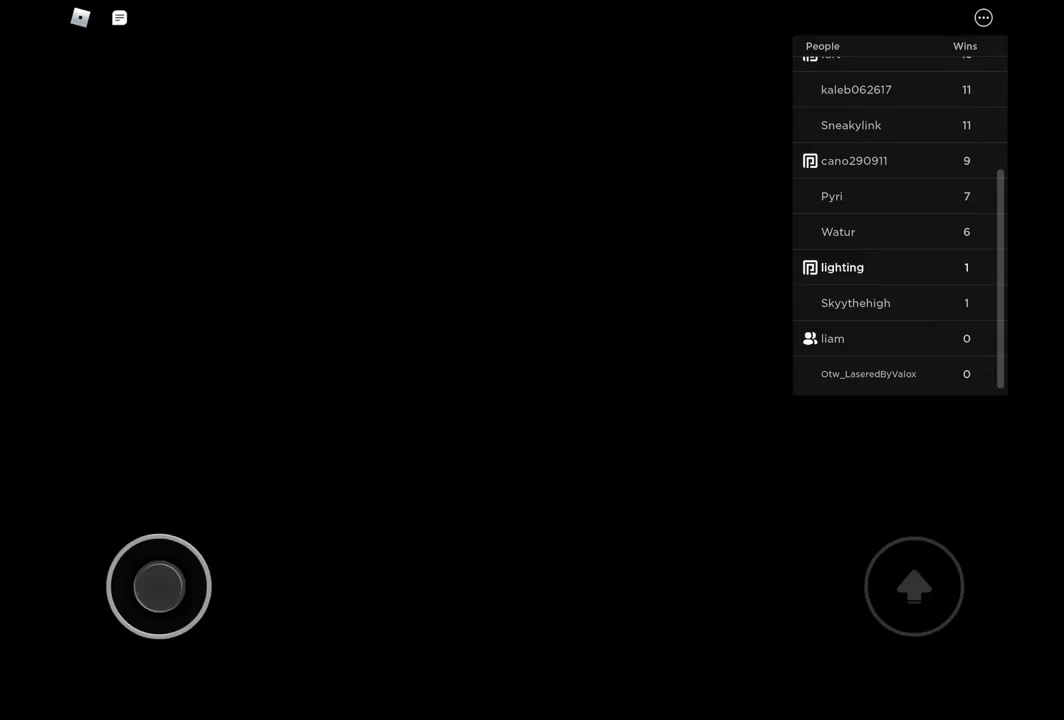 People Wins
kaleb062617 11
Sneakylink 11
cano290911 9
Pyri 7
Watur 6
lighting 1
Skyythehigh 1
liam 0
Otw_LaseredByValox 0